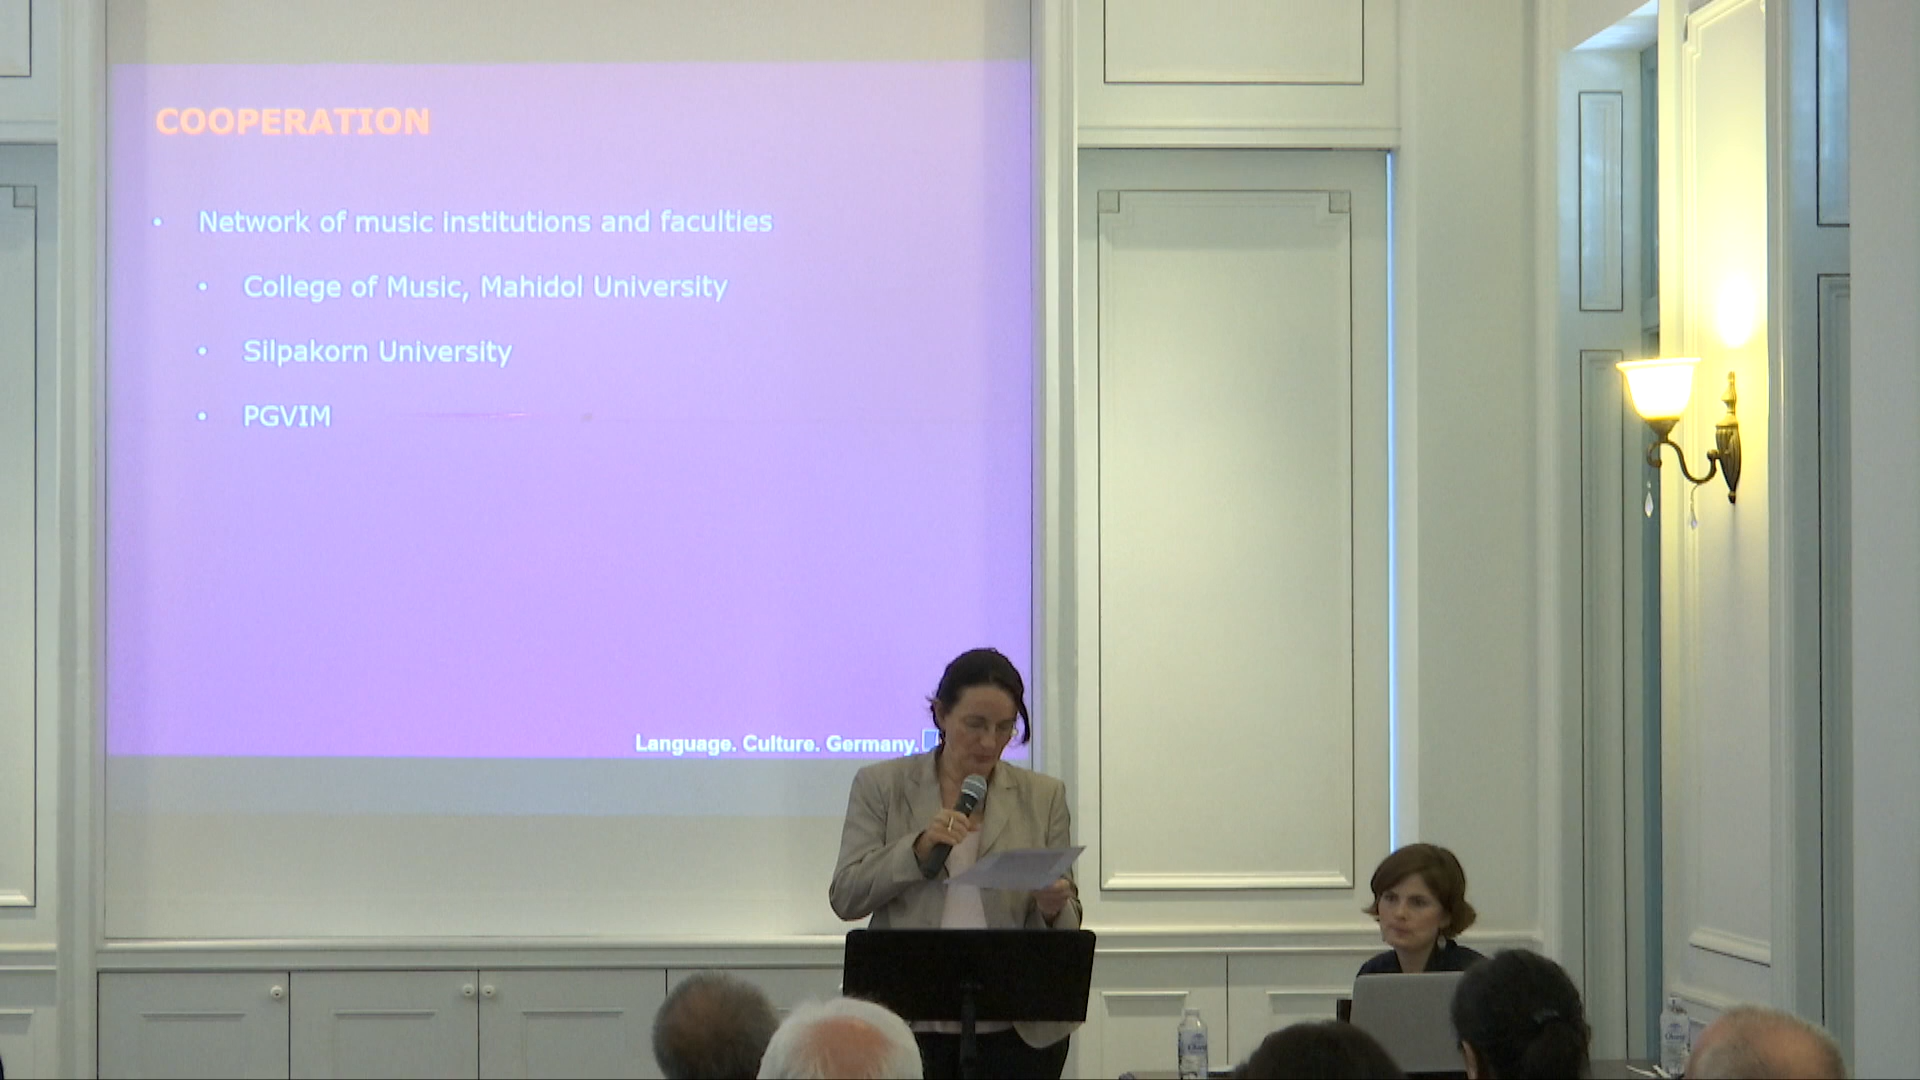 COOPERATION
• Network of music institutions and faculties
• College of Music, Mahidol University
• Silpakorn University
• PGVIM
Language. Culture. Germany.